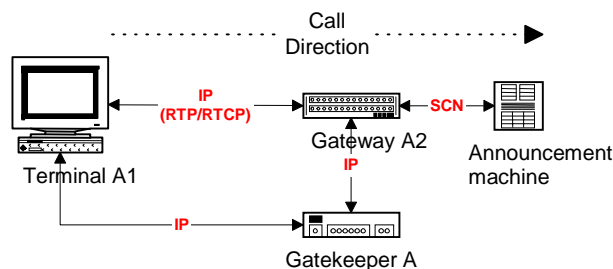 Call
Direction
IP
(RTP/RTCP)
SCN
Gateway A2
Announcement
machine
Terminal A1
IP
IP
Gatekeeper A